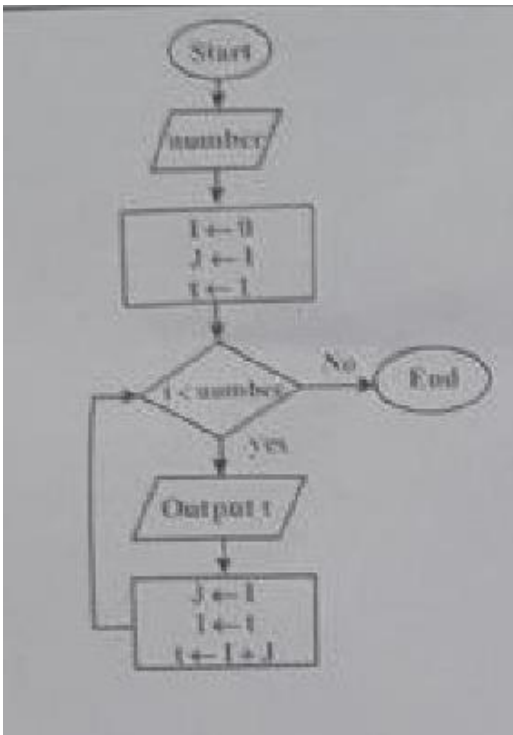 Start
number
I ← 0
J ← 1
t ← 1
t < number
No
End
yes
Output t
J ← I
I ← t
t ← I + J